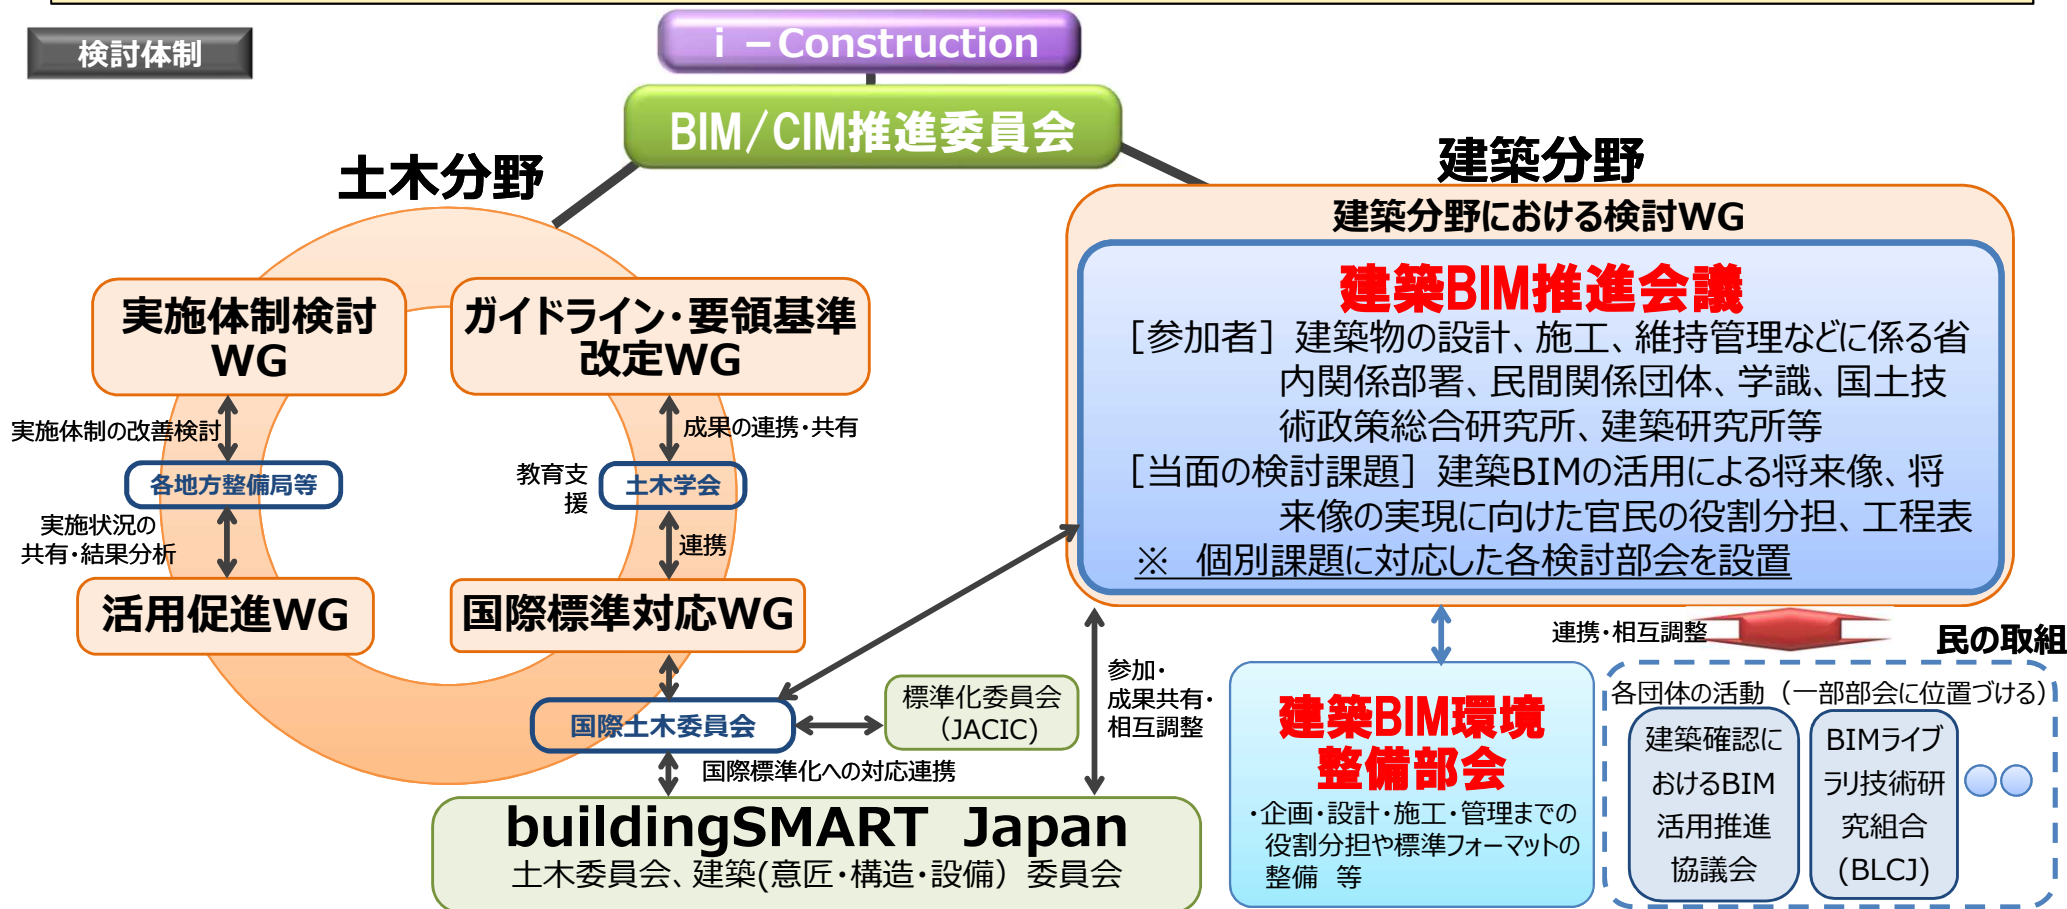 検討体制
i －Construction
BIM/CIM推進委員会
土木分野
実施体制検討
WG
ガイドライン・要領基準
改定WG
実施体制の改善検討
成果の連携・共有
各地方整備局等
教育支
援
土木学会
実施状況の
共有・結果分析
連携
活用促進WG
国際標準対応WG
国際土木委員会
標準化委員会
（JACIC)
国際標準化への対応連携
参加・
成果共有・
相互調整
buildingSMART Japan
土木委員会、建築(意匠・構造・設備）委員会
建築分野
建築分野における検討WG
建築BIM推進会議
［参加者］建築物の設計、施工、維持管理などに係る省
内関係部署、民間関係団体、学識、国土技
術政策総合研究所、建築研究所等
［当面の検討課題］建築BIMの活用による将来像、将
来像の実現に向けた官民の役割分担、工程表
※ 個別課題に対応した各検討部会を設置
連携・相互調整
民の取組
建築BIM環境
整備部会
・企画・設計・施工・管理までの
役割分担や標準フォーマットの
整備 等
各団体の活動（一部部会に位置づける）
建築確認に
おけるBIM
活用推進
協議会
BIMライブ
ラリ技術研
究組合
(BLCJ)
○○